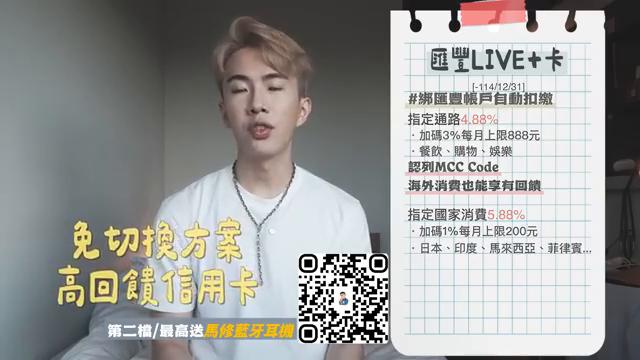 匯豐LIVE+卡
[-114/12/31]
#綁匯豐帳戶自動扣繳
指定通路4.88%
·加碼3%每月上限888元
·餐飲、購物、娛樂
認列MCC Code
海外消費也能享有回饋
指定國家消費5.88%
·加碼1%每月上限200元
·日本、印度、馬來西亞、菲律賓...
免切換方案
高回饋信用卡
第二檔/最高送馬修藍牙耳機